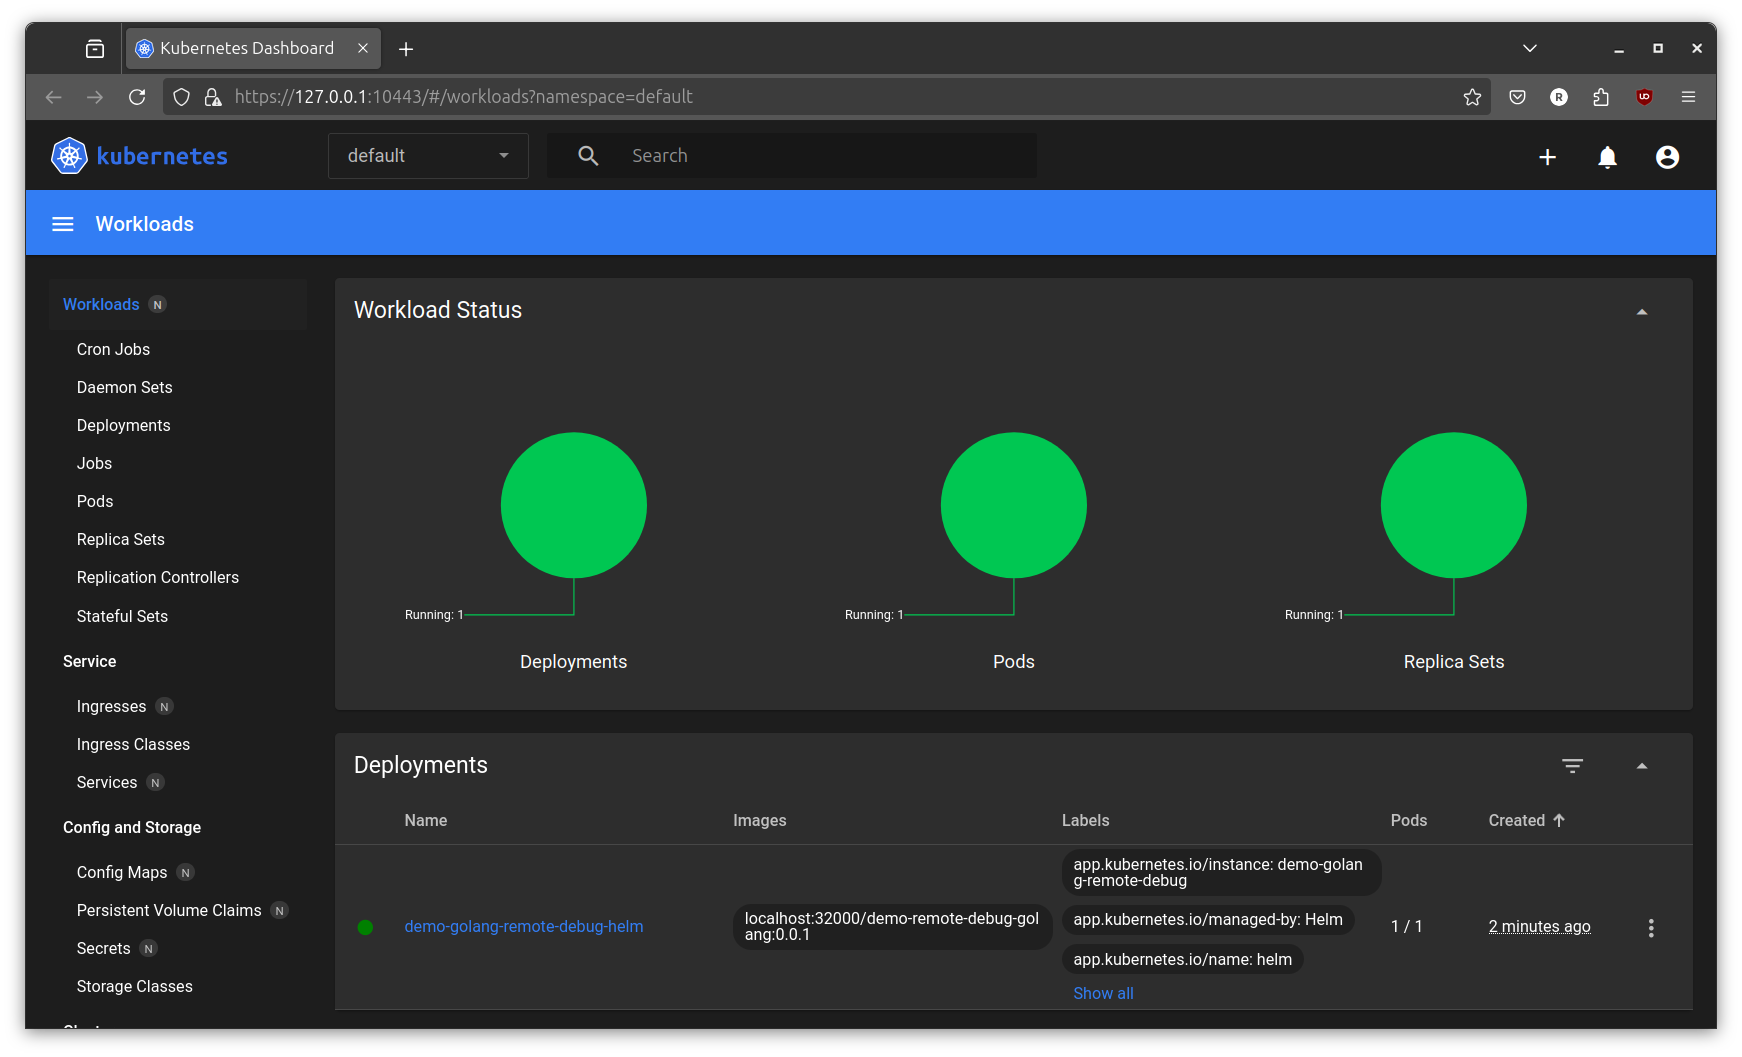 Kubernetes Dashboard
https://127.0.0.1:10443/#/workloads?namespace=default
R
kubernetes
default
Search
Workloads
Workloads N
Cron Jobs
Daemon Sets
Deployments
Jobs
Pods
Replica Sets
Replication Controllers
Stateful Sets
Service
Ingresses N
Ingress Classes
Services N
Config and Storage
Config Maps N
Persistent Volume Claims N
Secrets N
Storage Classes
Workload Status
Running: 1
Deployments
Running: 1
Pods
Running: 1
Replica Sets
Deployments
Name Images Labels Pods Created
demo-golang-remote-debug-helm
localhost:32000/demo-remote-debug-gol
ang:0.0.1
app.kubernetes.io/instance: demo-golan
g-remote-debug
app.kubernetes.io/managed-by: Helm
app.kubernetes.io/name: helm
Show all
1 / 1
2 minutes ago